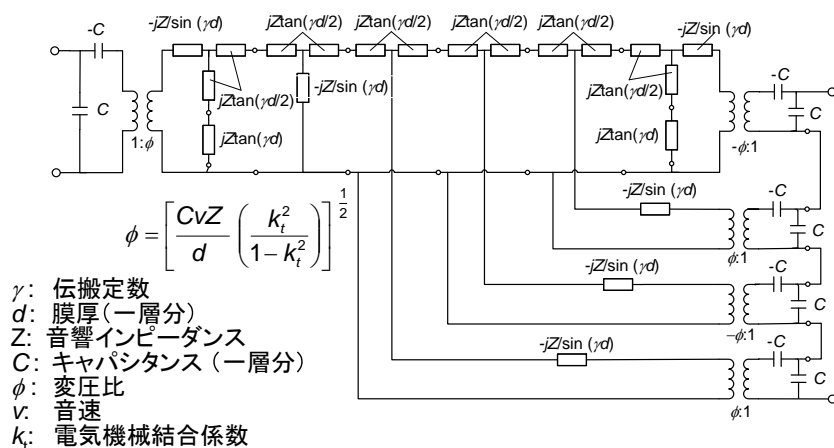 -jZ/sin (γd)
jZtan(γd/2)
jZtan(γd/2)
jZtan(γd/2)
jZtan(γd/2)
-jZ/sin (γd)
-C
C
1:ϕ
jZtan(γd/2)
jZtan(γd)
-jZ/sin (γd)
jZtan(γd/2)
jZtan(γd)
-ϕ:1
-C
C
-jZ/sin (γd)
ϕ:1
-C
C
-jZ/sin (γd)
-ϕ:1
-C
C
-jZ/sin (γd)
ϕ:1
-C
C
ϕ = [ CvZ/d ( k_t^2/(1-k_t^2) ) ]^{1/2}
γ: 伝搬定数
d: 膜厚(一層分)
Z: 音響インピーダンス
C: キャパシタンス (一層分)
ϕ: 変圧比
v: 音速
k_t: 電気機械結合係数